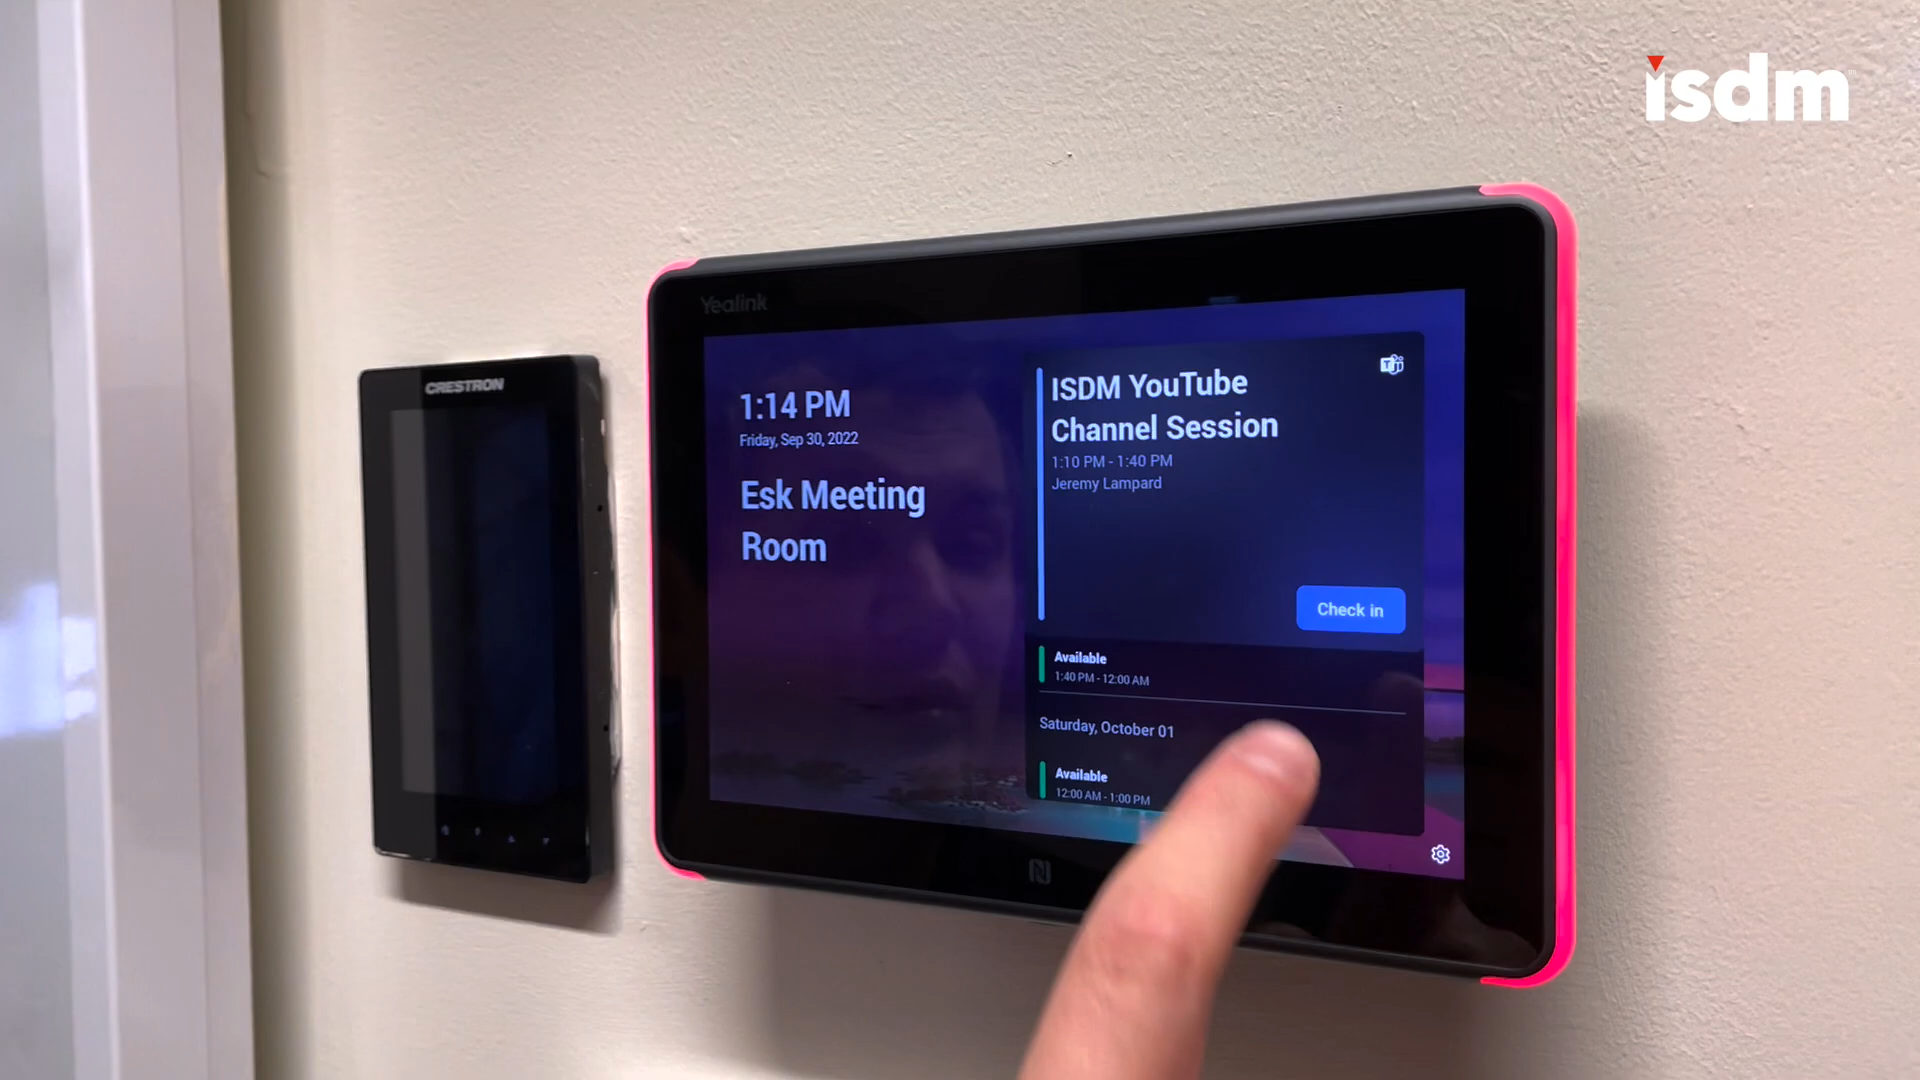 isdm
CRESTRON
Yealink
1:14 PM
Friday, Sep 30, 2022
Esk Meeting
Room
ISDM YouTube
Channel Session
1:10 PM - 1:40 PM
Jeremy Lampard
Check in
Available
1:40 PM - 12:00 AM
Saturday, October 01
Available
12:00 AM - 1:00 PM